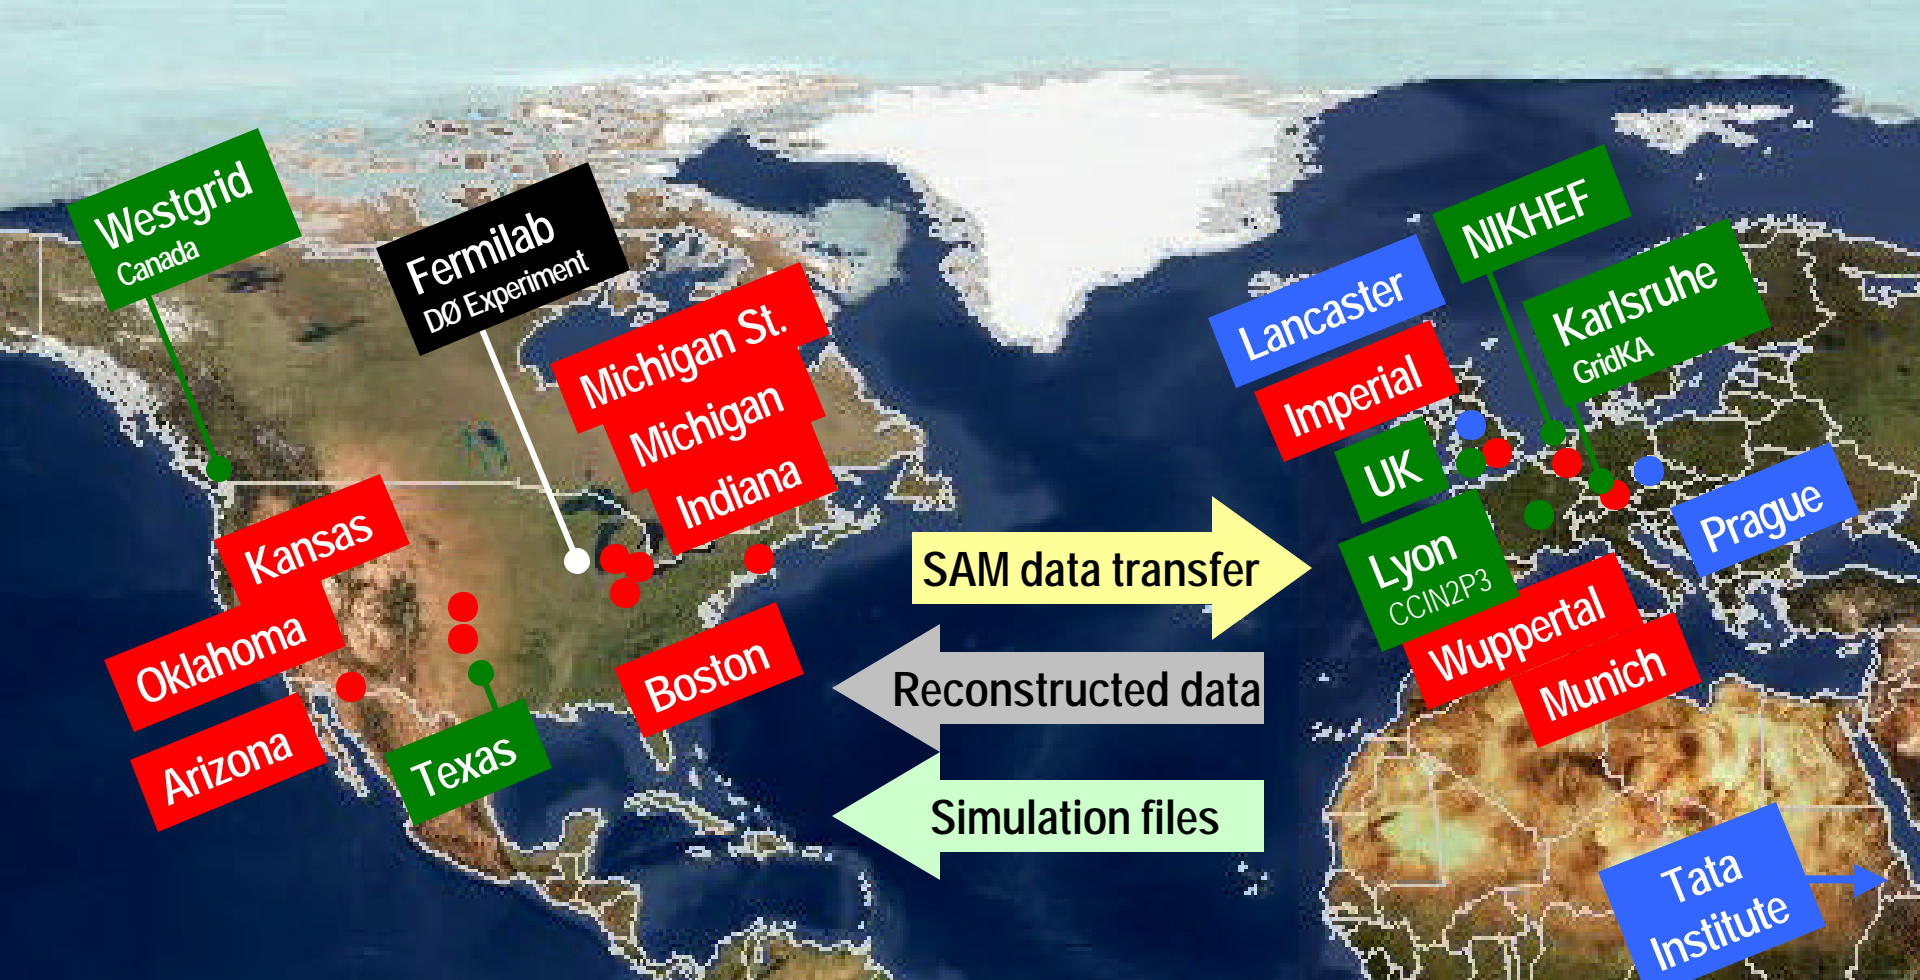 Westgrid
Canada
Fermilab
DØ Experiment
Michigan St.
Michigan
Indiana
Kansas
Oklahoma
Arizona
Texas
Boston
SAM data transfer
Reconstructed data
Simulation files
NIKHEF
Karlsruhe
GridKA
Lancaster
Imperial
UK
Lyon
CCIN2P3
Prague
Wuppertal
Munich
Tata
Institute